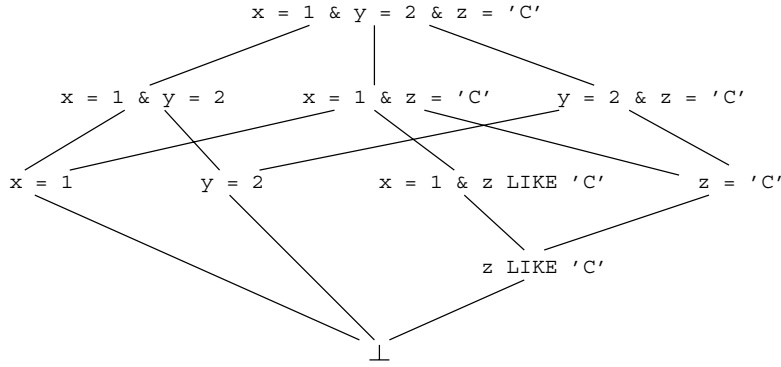 x = 1 & y = 2 & z = 'C'
x = 1 & y = 2 x = 1 & z = 'C' y = 2 & z = 'C'
x = 1 y = 2 x = 1 & z LIKE 'C' z = 'C'
z LIKE 'C'
⊥